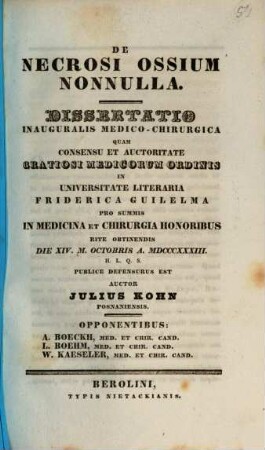 DE
NECROSI OSSIUM
NONNULLA.
DISSERTATIO
INAUGURALIS MEDICO-CHIRURGICA
QUAM
CONSENSU ET AUCTORITATE
GRATIOSI MEDICORUM ORDINIS
IN
UNIVERSITATE LITERARIA
FRIDERICA GUILELMA
PRO SUMMIS
IN MEDICINA ET CHIRURGIA HONORIBUS
RITE OBTINENDIS
DIE XIV. M. OCTOBRIS A. MDCCCXXXIII.
H. L. Q. S.
PUBLICE DEFENSURUS EST
AUCTOR
JULIUS KOHN
POSNANIENSIS.
OPPONENTIBUS:
A. BOECKH, MED. ET CHIR. CAND.
L. BOEHM, MED. ET CHIR. CAND.
W. KAESELER, MED. ET CHIR. CAND.
BEROLINI,
TYPIS NIETACKIANIS.